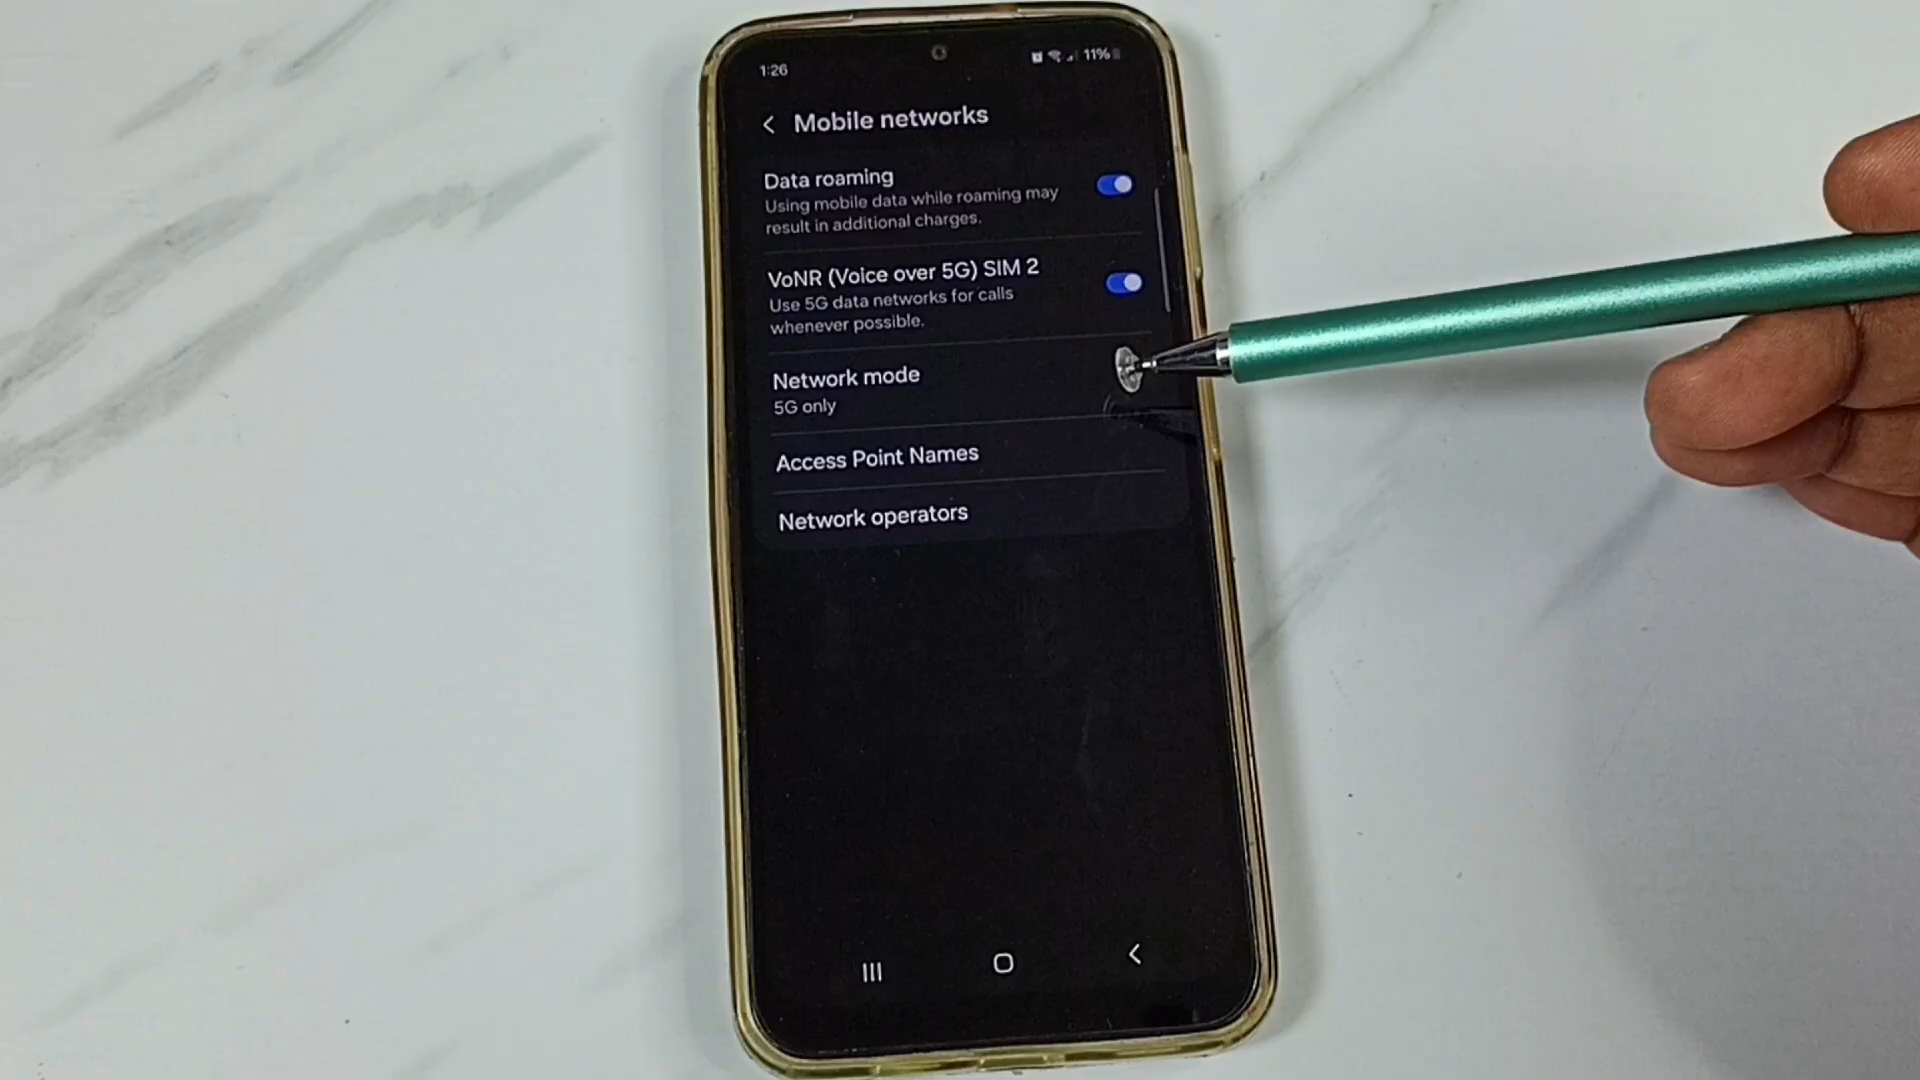 1:26
11%
Mobile networks
Data roaming
Using mobile data while roaming may
result in additional charges.
VoNR (Voice over 5G) SIM 2
Use 5G data networks for calls
whenever possible.
Network mode
5G only
Access Point Names
Network operators